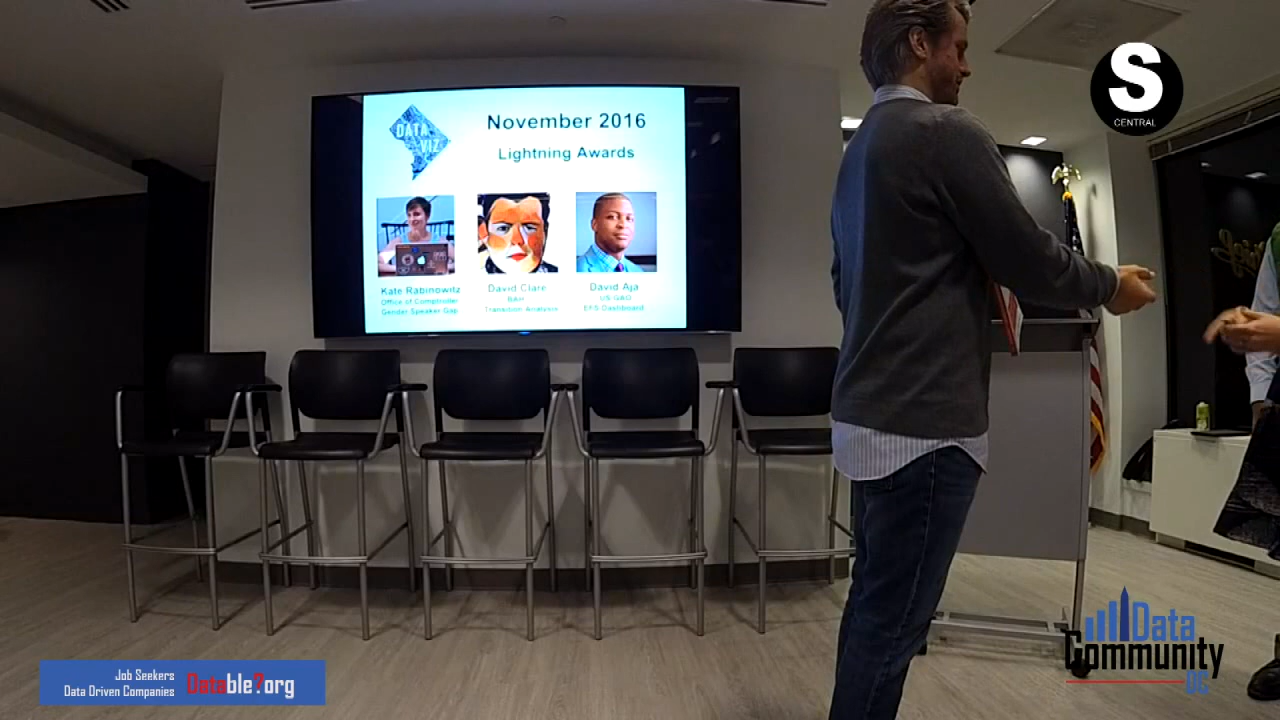 DATA
VIZ
November 2016
Lightning Awards
Kate Rabinowitz
Office of Comptroller
Gender Speaker Gap
David Clare
BAH
Transition Analysis
David Aja
US GAO
EFS Dashboard
S
CENTRAL
Job Seekers
Data Driven Companies
Datable?org
Data
Community
DC